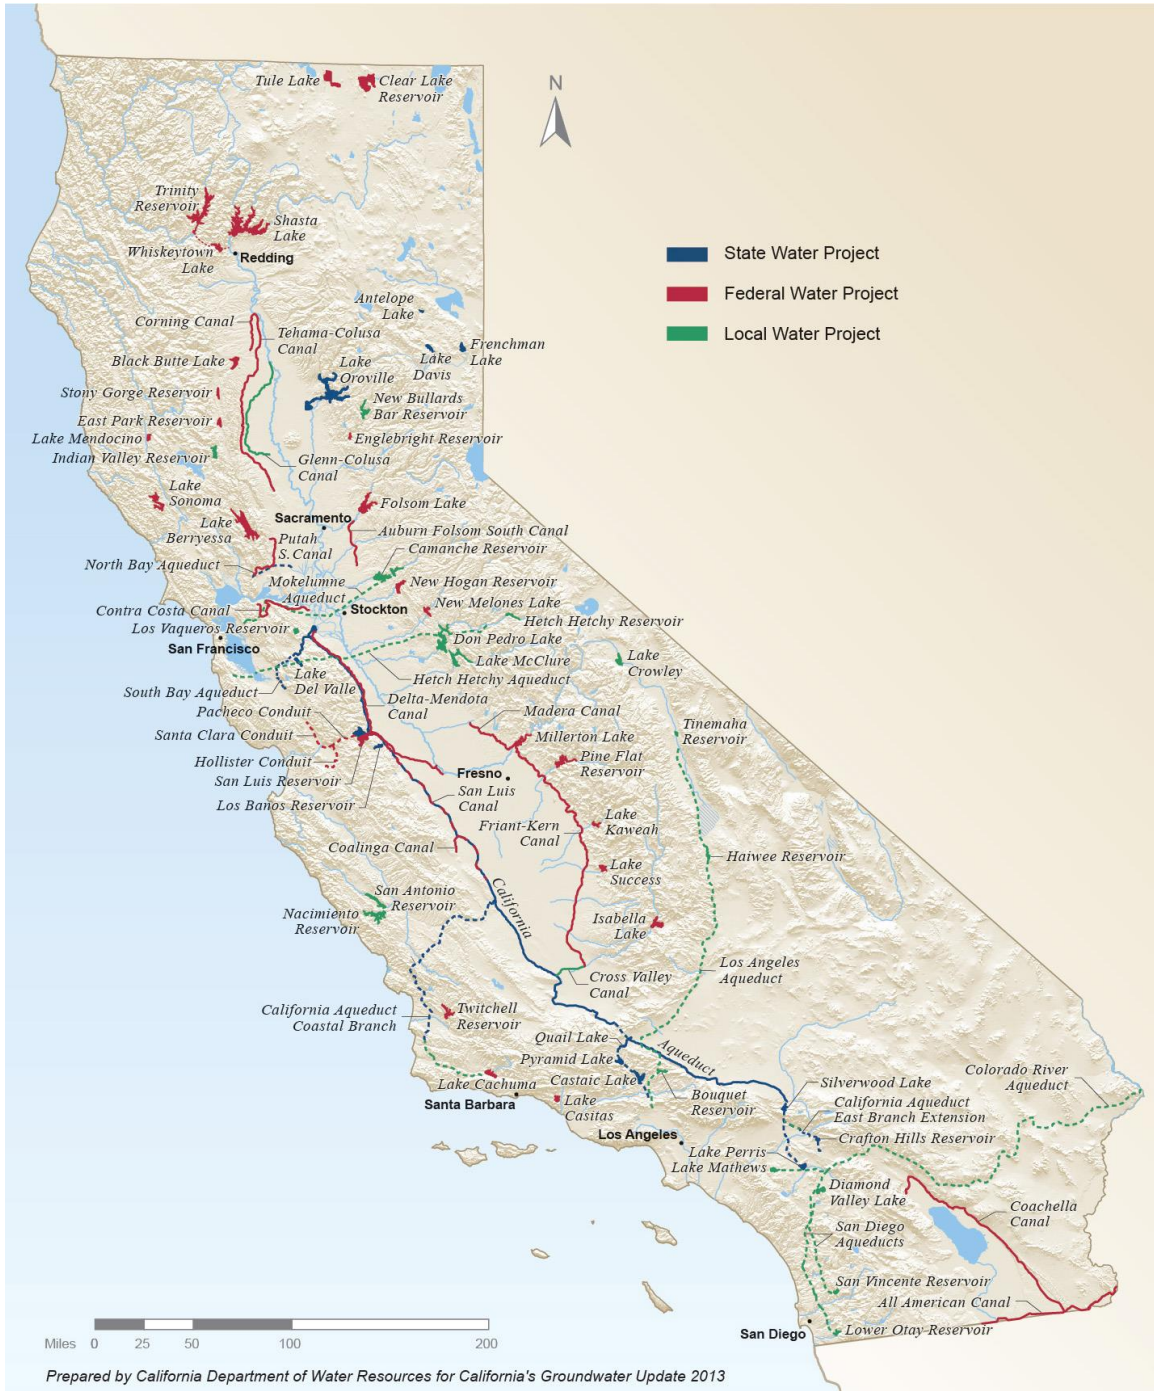 Tule Lake
Clear Lake
Reservoir
N
Trinity
Reservoir
Shasta
Lake
Whiskeytown
Lake
Redding
State Water Project
Federal Water Project
Local Water Project
Antelope
Lake
Corning Canal
Tehama-Colusa
Canal
Frenchman
Lake
Lake
Davis
Black Butte Lake
Lake
Oroville
Stony Gorge Reservoir
New Bullards
Bar Reservoir
East Park Reservoir
Lake Mendocino
Englebright Reservoir
Indian Valley Reservoir
Glenn-Colusa
Canal
Lake
Sonoma
Folsom Lake
Lake
Berryessa
Sacramento
Auburn Folsom South Canal
Putah
S. Canal
Camanche Reservoir
North Bay Aqueduct
Mokelumne
Aqueduct
New Hogan Reservoir
Contra Costa Canal
Stockton
New Melones Lake
Hetch Hetchy Reservoir
Los Vaqueros Reservoir
San Francisco
Don Pedro Lake
Lake McClure
Lake
Crowley
Lake
Del Valle
Hetch Hetchy Aqueduct
South Bay Aqueduct
Delta-Mendota
Canal
Pacheco Conduit
Madera Canal
Tinemaha
Reservoir
Santa Clara Conduit
Millerton Lake
Hollister Conduit
Pine Flat
Reservoir
San Luis Reservoir
Fresno
Los Banos Reservoir
San Luis
Canal
Friant-Kern
Canal
Lake
Kaweah
Coalinga Canal
Haiwee Reservoir
Lake
Success
San Antonio
Reservoir
California
Nacimiento
Reservoir
Isabella
Lake
Los Angeles
Aqueduct
Cross Valley
Canal
California Aqueduct
Coastal Branch
Twitchell
Reservoir
Quail Lake
Aqueduct
Pyramid Lake
Castaic Lake
Lake Cachuma
Santa Barbara
Lake
Casitas
Bouquet
Reservoir
Silverwood Lake
Colorado River
Aqueduct
California Aqueduct
East Branch Extension
Los Angeles
Crafton Hills Reservoir
Lake Perris
Lake Mathews
Diamond
Valley Lake
Coachella
Canal
San Diego
Aqueducts
San Vincente Reservoir
All American Canal
San Diego
Lower Otay Reservoir
Miles 0 25 50 100 200
Prepared by California Department of Water Resources for California's Groundwater Update 2013